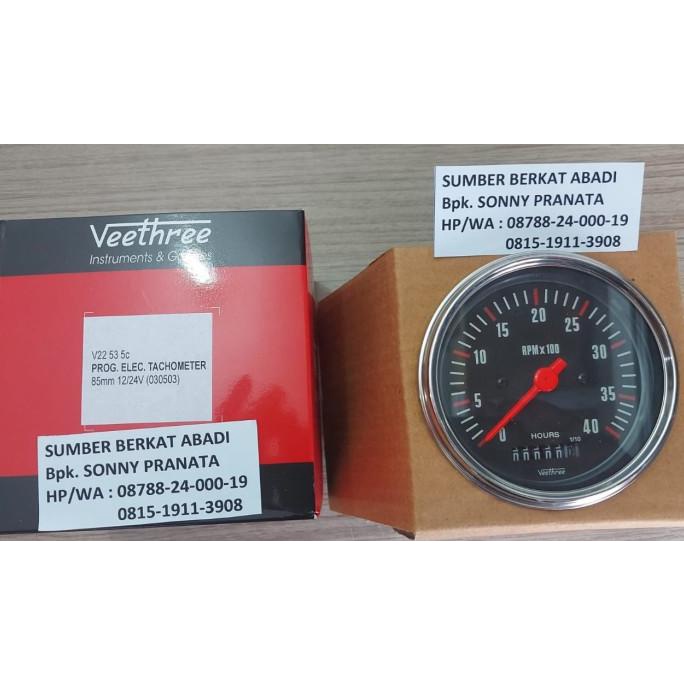 Veethree
Instruments & Gauges
V22 53 5c
PROG. ELEC. TACHOMETER
85mm 12/24V (030503)
SUMBER BERKAT ABADI
Bpk. SONNY PRANATA
HP/WA : 08788-24-000-19
0815-1911-3908
SUMBER BERKAT ABADI
Bpk. SONNY PRANATA
HP/WA : 08788-24-000-19
0815-1911-3908
0 5 10 15 20 25 30 35 40
RPM x 100
HOURS 1/10
Veethree